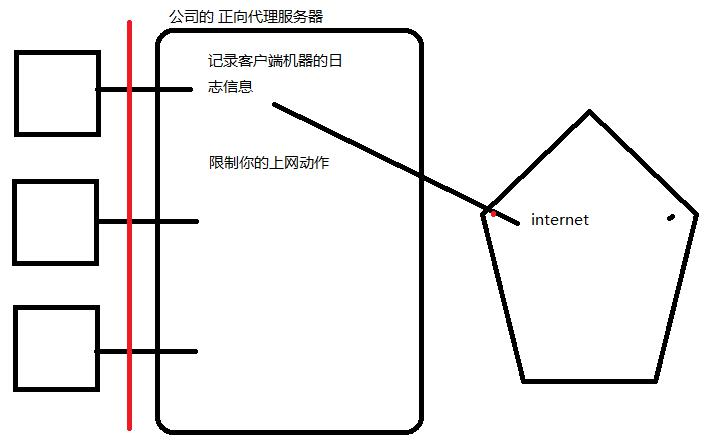 公司的 正向代理服务器
记录客户端机器的日
志信息
限制你的上网动作
internet